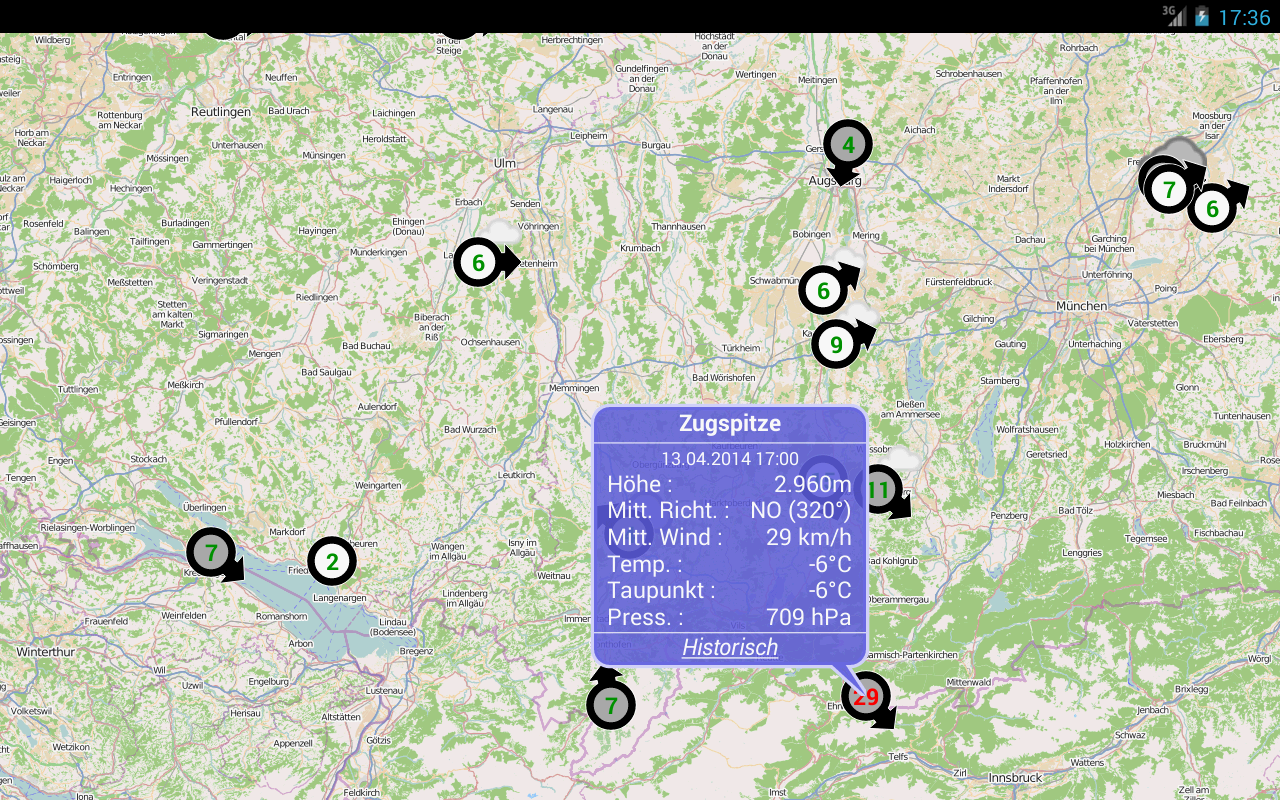 3G 17:36
Wildberg
Herbrechtingen
Höchstadt an der Donau
Rohrbach
Entringen
Neuffen
Gundelfingen an der Donau
Wertingen
Meitingen
Schrobenhausen
Pfaffenhofen an der Ilm
Rottenburg am Neckar
Reutlingen
Bad Urach
Laichingen
Langenau
Moosburg an der Isar
Horb am Neckar
Unterhausen
Heroldstatt
Leipheim
Burgau
4
Aichach
Mössingen
Münsingen
Ulm
Augsburg
Markt Indersdorf
Haigerloch
Hechingen
Erbach
Senden
7
6
Rosenfeld
Burladingen
Ehingen (Donau)
Vöhringen
Thannhausen
Bobingen
Mering
Balingen
Tailfingen
Hayingen
Gammertingen
Munderkingen
Krumbach
Dachau
Garching bei München
Schömberg
6
Unterföhring
Meßstetten
Veringenstadt
Schwabmün
6
Fürstenfeldbruck
Poing
Stetten am kalten Markt
Riedlingen
München
Sigmaringen
Biberach an der Riß
Ochsenhausen
9
Gilching
Vaterstetten
Mengen
Bad Buchau
Türkheim
Gauting
Unterhaching
Ebersberg
Bad Saulgau
Bad Wörishofen
Starnberg
Tuttlingen
Meßkirch
Memmingen
Glonn
Aulendorf
Dießen am Ammersee
Pfullendorf
Bad Wurzach
Wolfratshausen
Tuntenhausen
Zugspitze
13.04.2014 17:00
Höhe : 2.960m
Mitt. Richt. : NO (320°)
Mitt. Wind : 29 km/h
Temp. : -6°C
Taupunkt : -6°C
Press. : 709 hPa
Historisch
Holzkirchen
Bruckmühl
Engen
Stockach
Geretsried
Tengen
Leutkirch
Irschenberg
Weingarten
11
Miesbach
Bad Feilnbach
Überlingen
Penzberg
Bad Tölz
Rielasingen-Worblingen
Markdorf
Tegernsee
Fischbachau
7
2
Wangen im Allgäu
Isny im Allgäu
Lenggries
Bad Kohlgrub
Weitnau
Langenargen
Lindenberg im Allgäu
Oberammergau
Frauenfeld
Weinfelden
Romanshorn
Lindau (Bodensee)
Arbon
Winterthur
Bregenz
Garmisch-Partenkirchen
Wörgl
Wil
Uzwil
Engelburg
Lustenau
7
29
Mittenwald
Brixlegg
Volketswil
Herisau
Altstätten
Jenbach
Wetzikon
Appenzell
Götzis
Schwaz
Telfs
Wattens
Zirl
Innsbruck
Jona
Feldkirch
Imst
Zell am